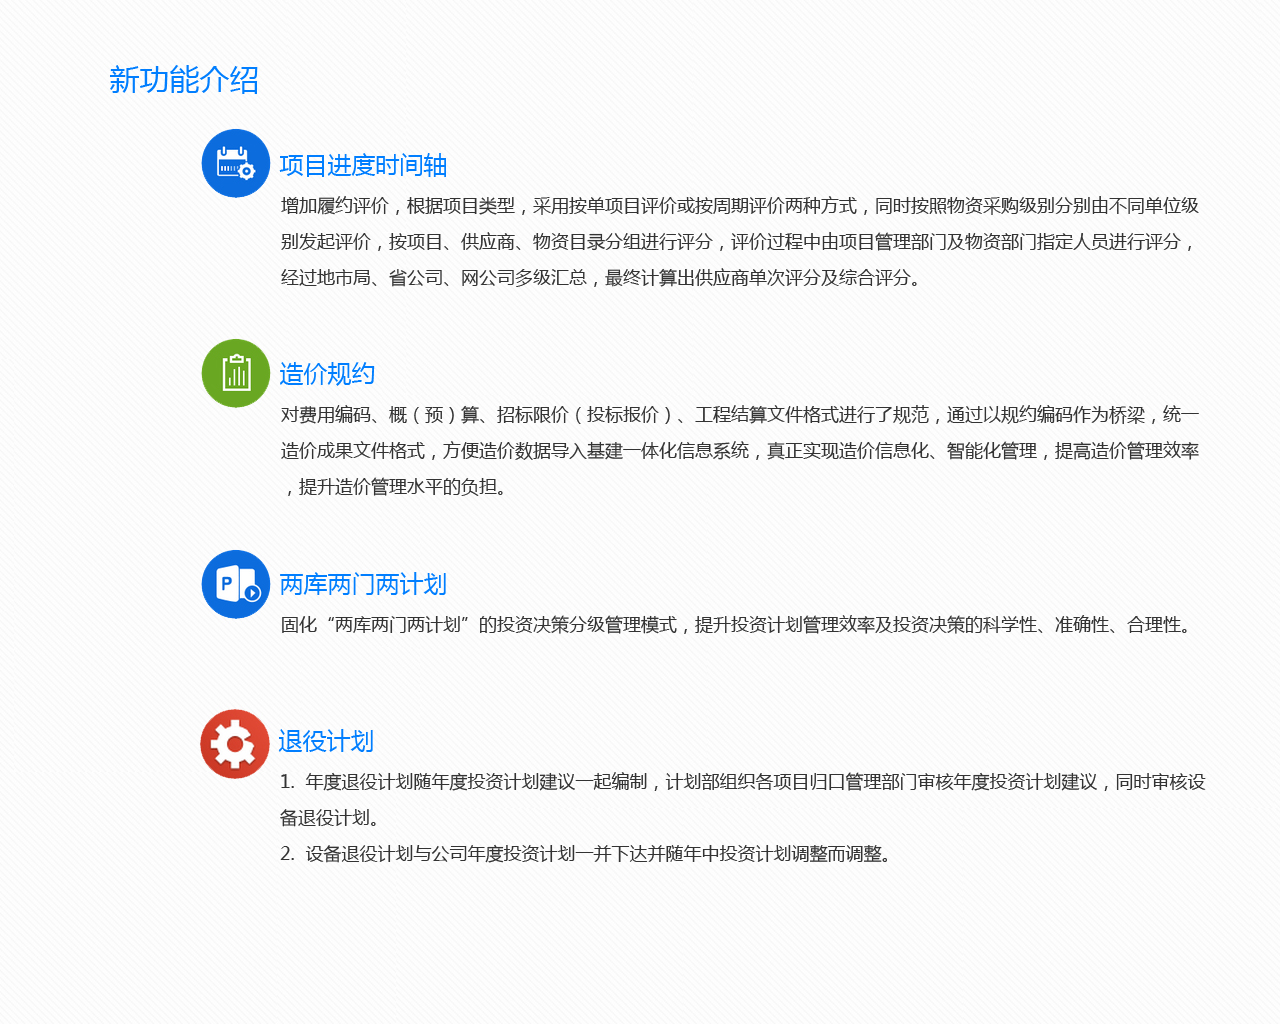 新功能介绍
项目进度时间轴
增加履约评价，根据项目类型，采用按单项目评价或按周期评价两种方式，同时按照物资采购级别分别由不同单位级
别发起评价，按项目、供应商、物资目录分组进行评分，评价过程中由项目管理部门及物资部门指定人员进行评分，
经过地市局、省公司、网公司多级汇总，最终计算出供应商单次评分及综合评分。
造价规约
对费用编码、概（预）算、招标限价（投标报价）、工程结算文件格式进行了规范，通过以规约编码作为桥梁，统一
造价成果文件格式，方便造价数据导入基建一体化信息系统，真正实现造价信息化、智能化管理，提高造价管理效率
，提升造价管理水平的负担。
P
两库两门两计划
固化“两库两门两计划”的投资决策分级管理模式，提升投资计划管理效率及投资决策的科学性、准确性、合理性。
退役计划
1. 年度退役计划随年度投资计划建议一起编制，计划部组织各项目归口管理部门审核年度投资计划建议，同时审核设
备退役计划。
2. 设备退役计划与公司年度投资计划一并下达并随年中投资计划调整而调整。